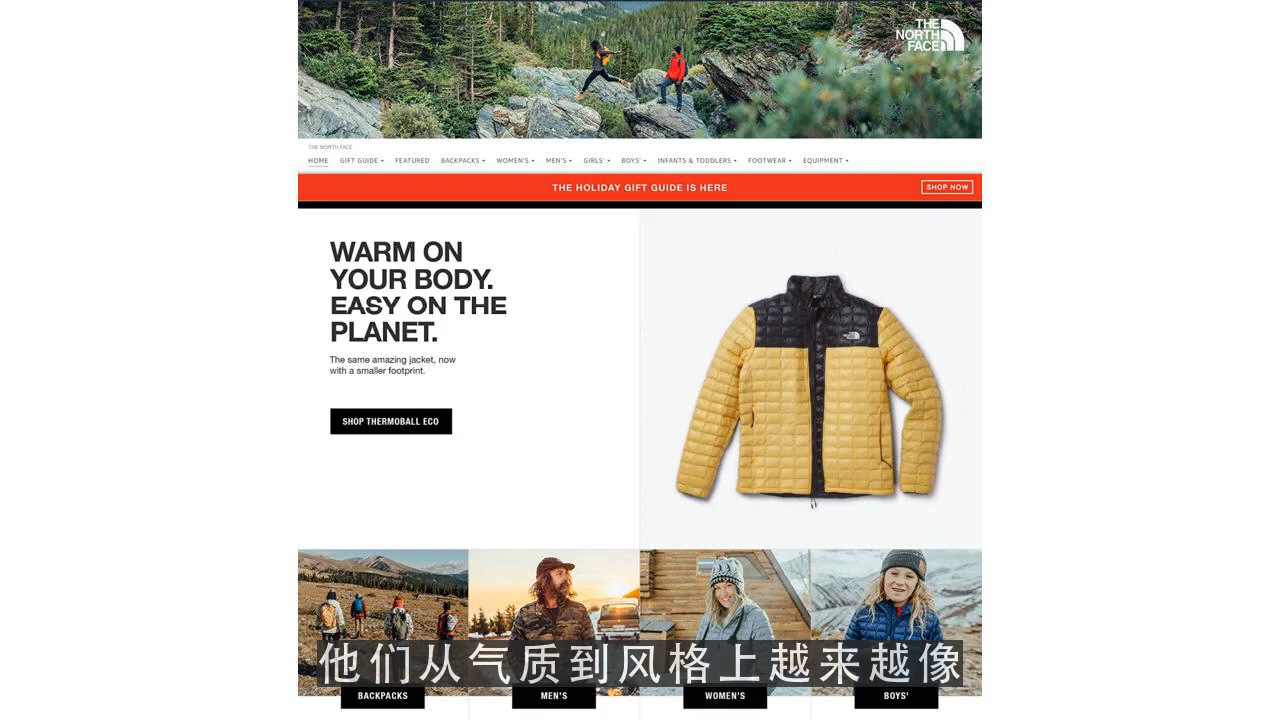 THE
NORTH
FACE
THE NORTH FACE
HOME GIFT GUIDE FEATURED BACKPACKS WOMEN'S MEN'S GIRLS' BOYS' INFANTS & TODDLERS FOOTWEAR EQUIPMENT
THE HOLIDAY GIFT GUIDE IS HERE
SHOP NOW
WARM ON
YOUR BODY.
EASY ON THE
PLANET.
The same amazing jacket, now
with a smaller footprint.
SHOP THERMOBALL ECO
他们从气质到风格上越来越像
BACKPACKS
MEN'S
WOMEN'S
BOYS'